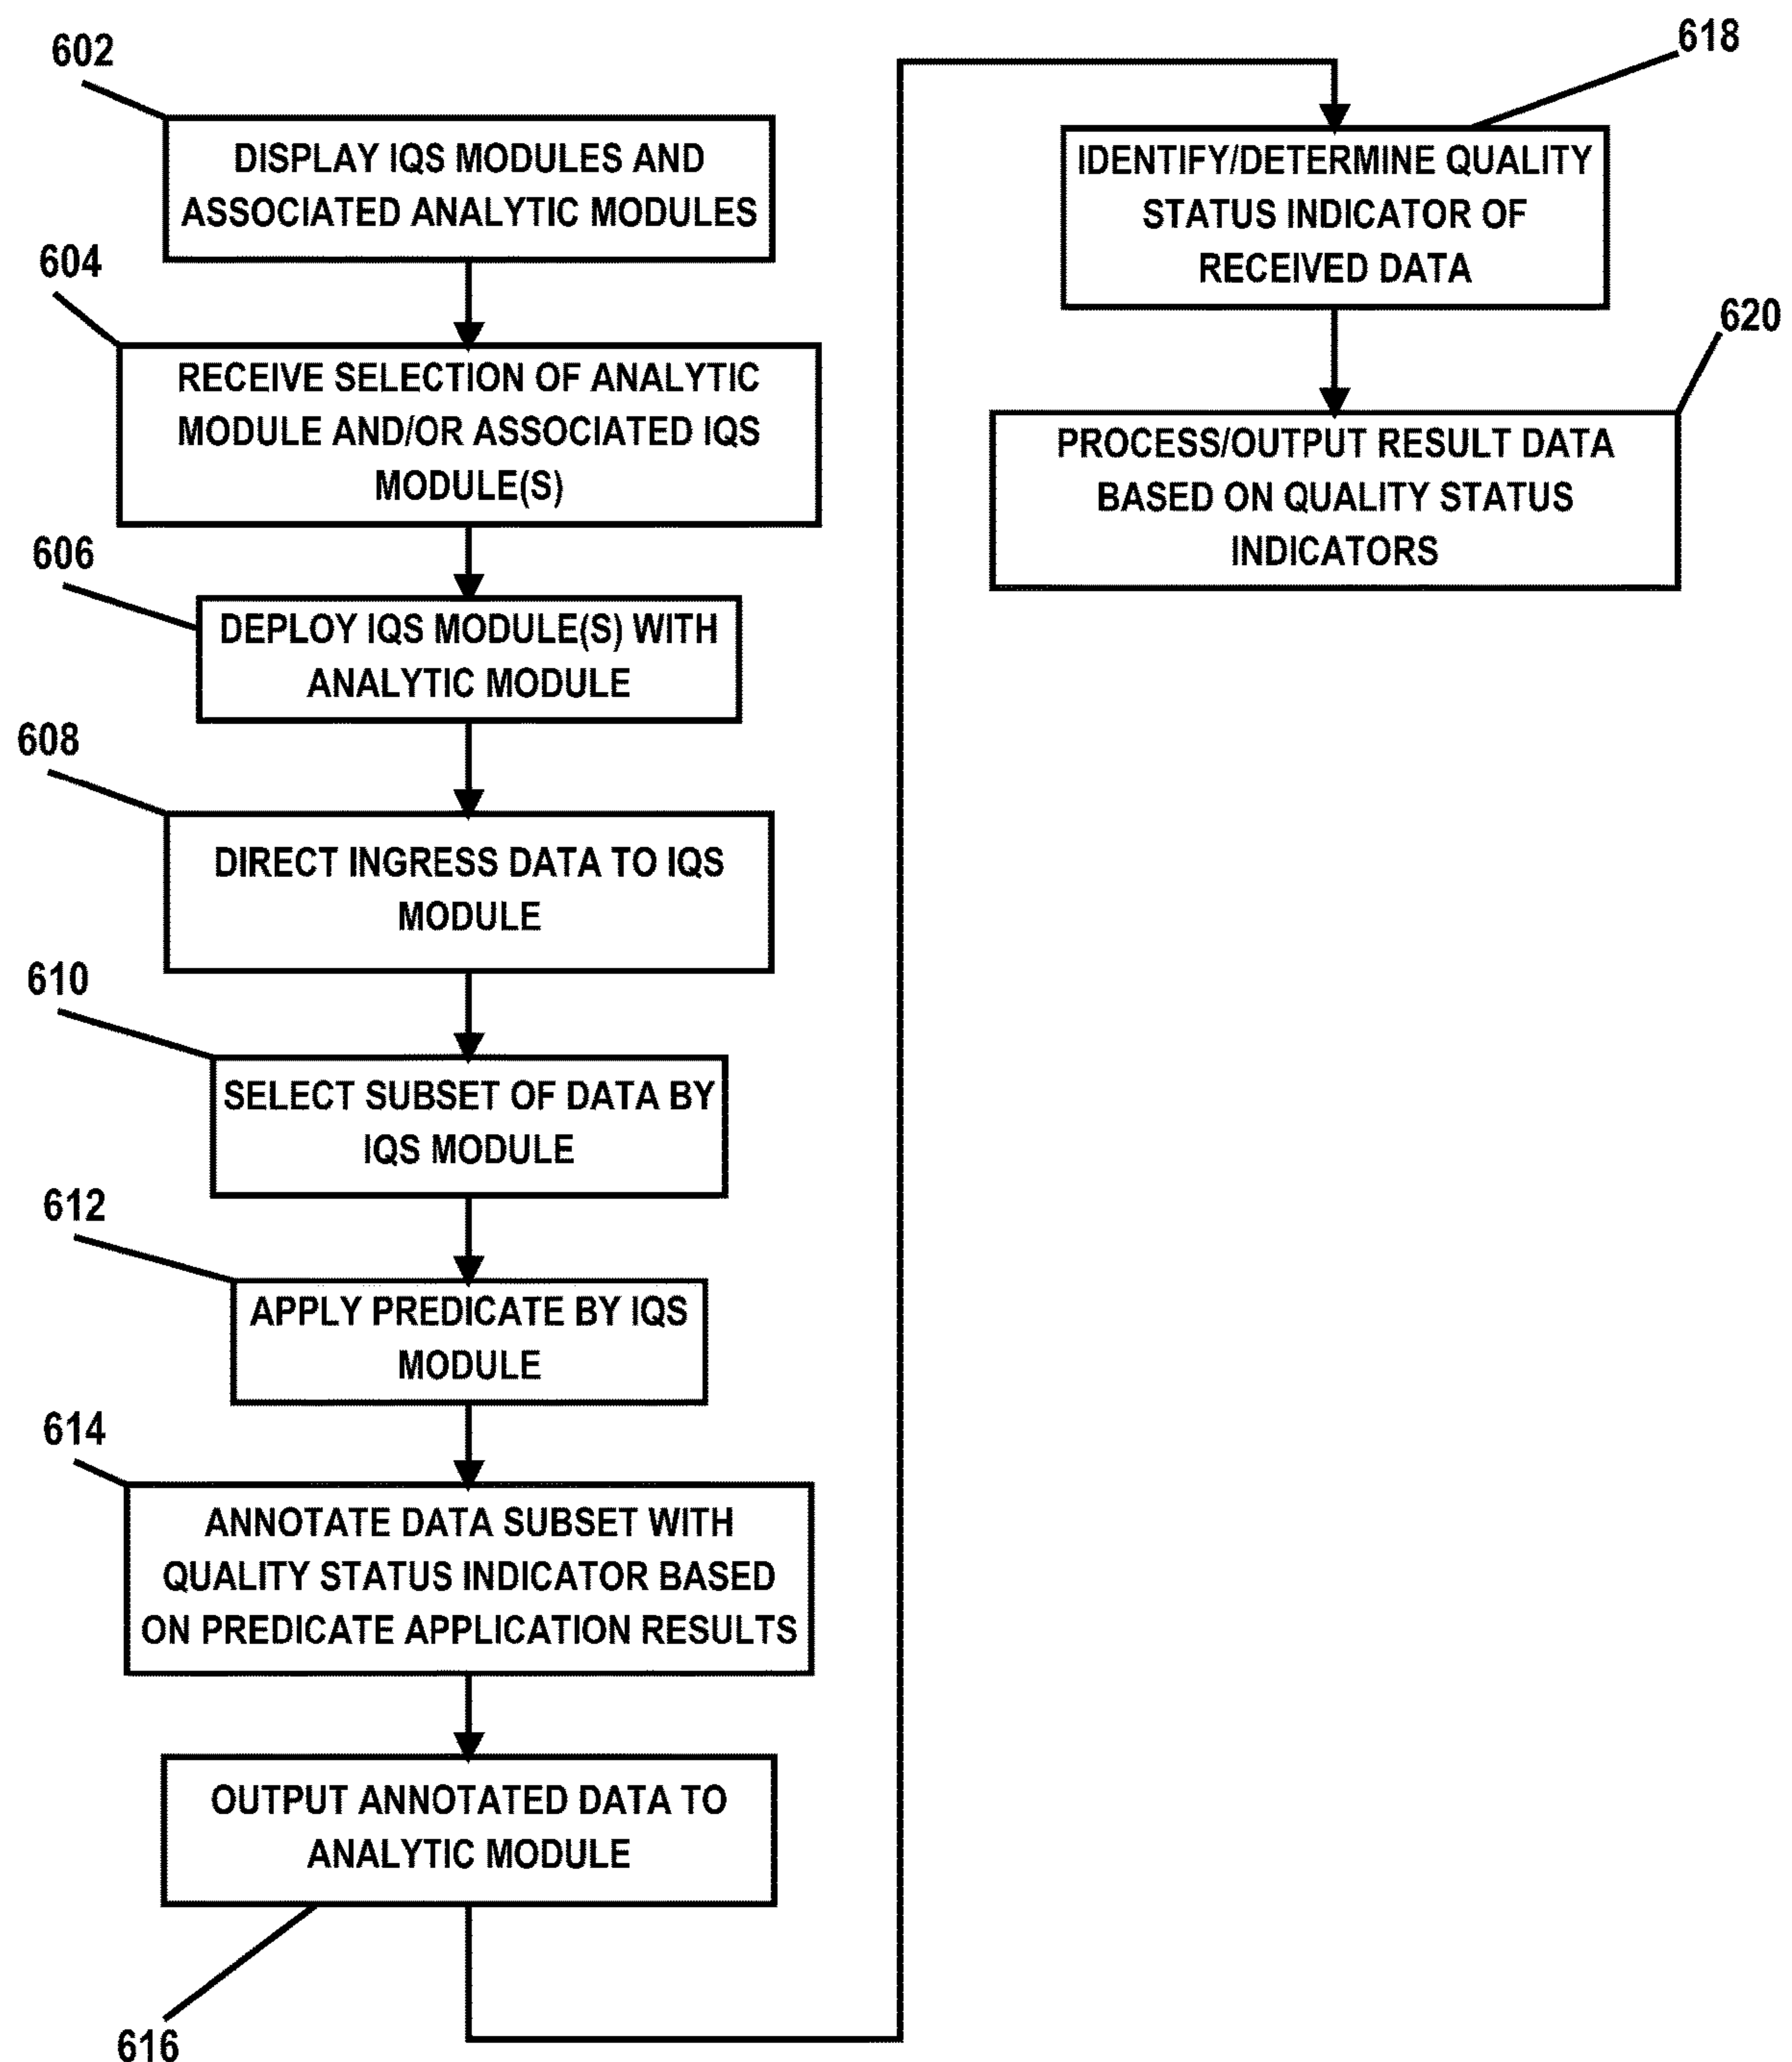 602
DISPLAY IQS MODULES AND
ASSOCIATED ANALYTIC MODULES
604
RECEIVE SELECTION OF ANALYTIC
MODULE AND/OR ASSOCIATED IQS
MODULE(S)
606
DEPLOY IQS MODULE(S) WITH
ANALYTIC MODULE
608
DIRECT INGRESS DATA TO IQS
MODULE
610
SELECT SUBSET OF DATA BY
IQS MODULE
612
APPLY PREDICATE BY IQS
MODULE
614
ANNOTATE DATA SUBSET WITH
QUALITY STATUS INDICATOR BASED
ON PREDICATE APPLICATION RESULTS
OUTPUT ANNOTATED DATA TO
ANALYTIC MODULE
616
618
IDENTIFY/DETERMINE QUALITY
STATUS INDICATOR OF
RECEIVED DATA
620
PROCESS/OUTPUT RESULT DATA
BASED ON QUALITY STATUS
INDICATORS